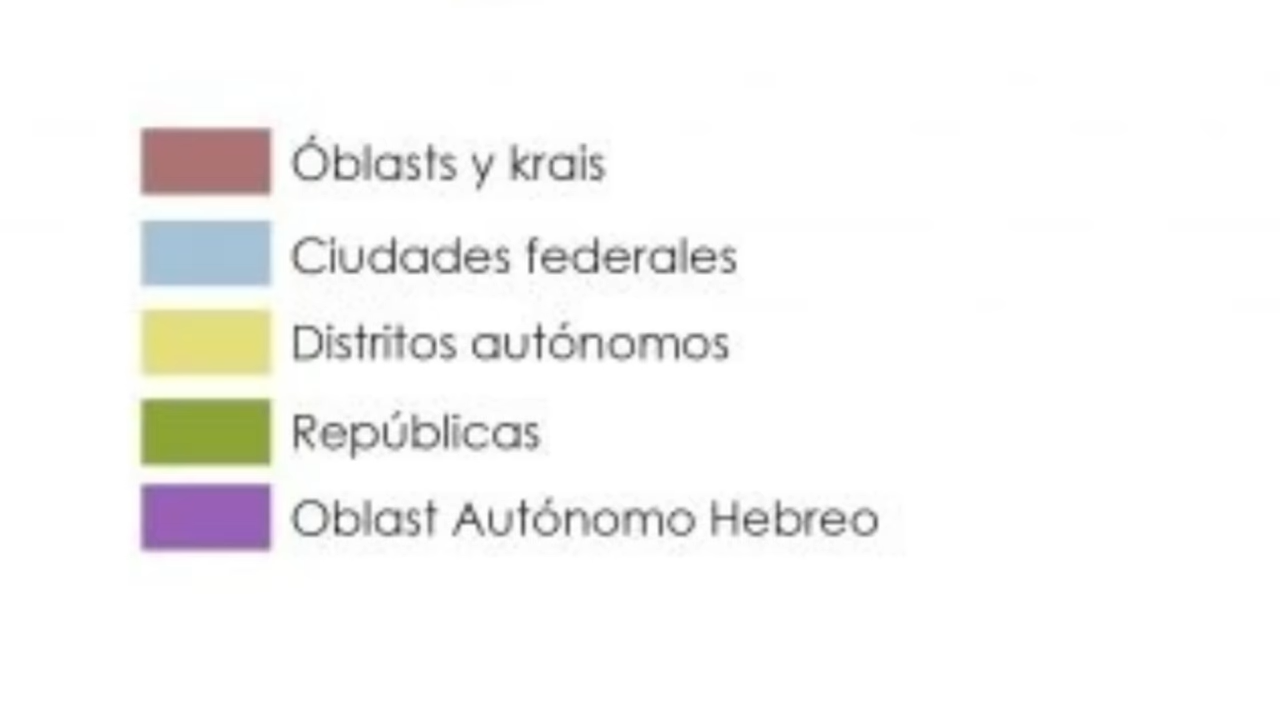 Óblasts y krais
Ciudades federales
Distritos autónomos
Repúblicas
Oblast Autónomo Hebreo